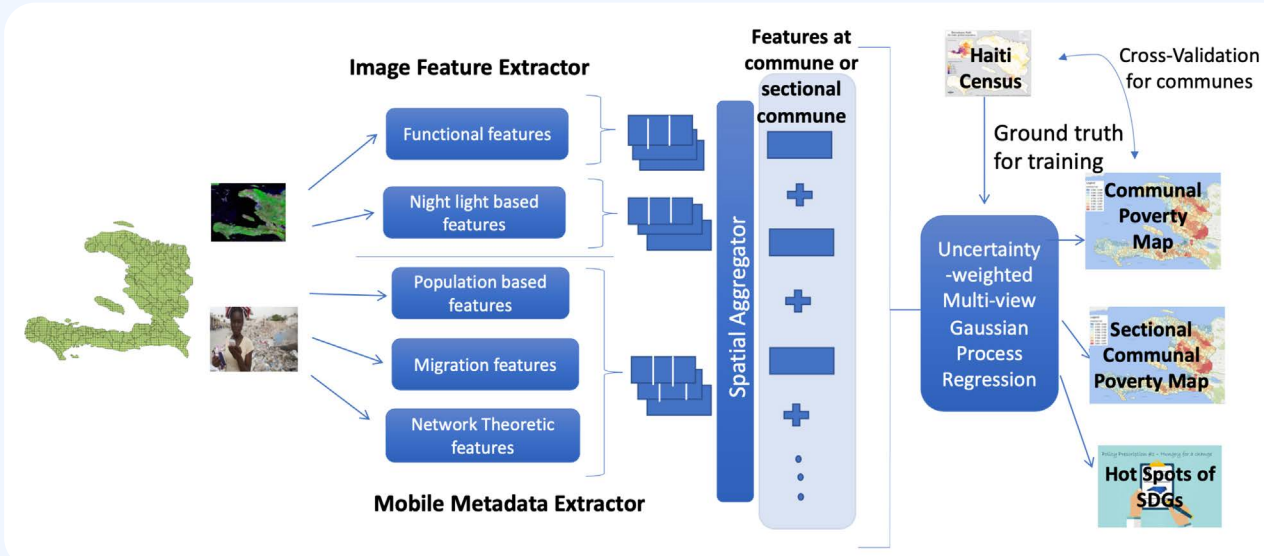 Image Feature Extractor
Functional features
Night light based
features
Population based
features
Migration features
Network Theoretic
features
Mobile Metadata Extractor
Spatial Aggregator
Features at
commune or
sectional
commune
Haiti
Census
Cross-Validation
for communes
Ground truth
for training
Uncertainty
-weighted
Multi-view
Gaussian
Process
Regression
Communal
Poverty
Map
Sectional
Communal
Poverty Map
Hot Spots of
SDGs